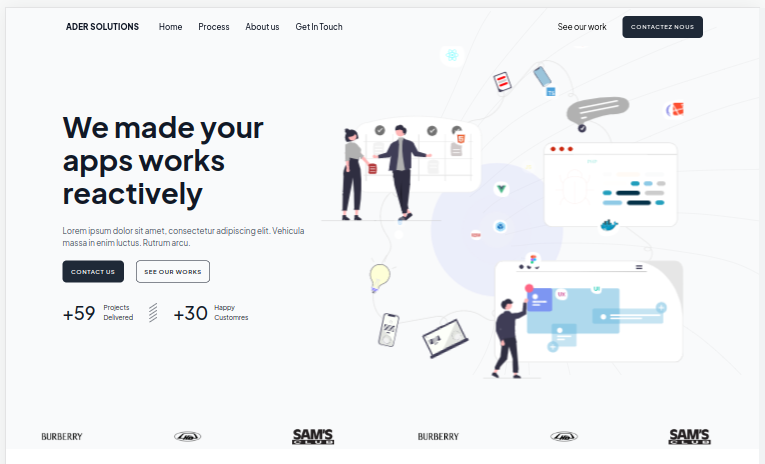 ADER SOLUTIONS Home Process About us Get In Touch See our work CONTACTEZ NOUS
We made your
apps works
reactively
Lorem ipsum dolor sit amet, consectetur adipiscing elit. Vehicula
massa in enim luctus. Rutrum arcu.
CONTACT US SEE OUR WORKS
+59 Projects
Delivered
+30 Happy
Custom­res
BURBERRY SAM'S CLUB BURBERRY SAM'S CLUB